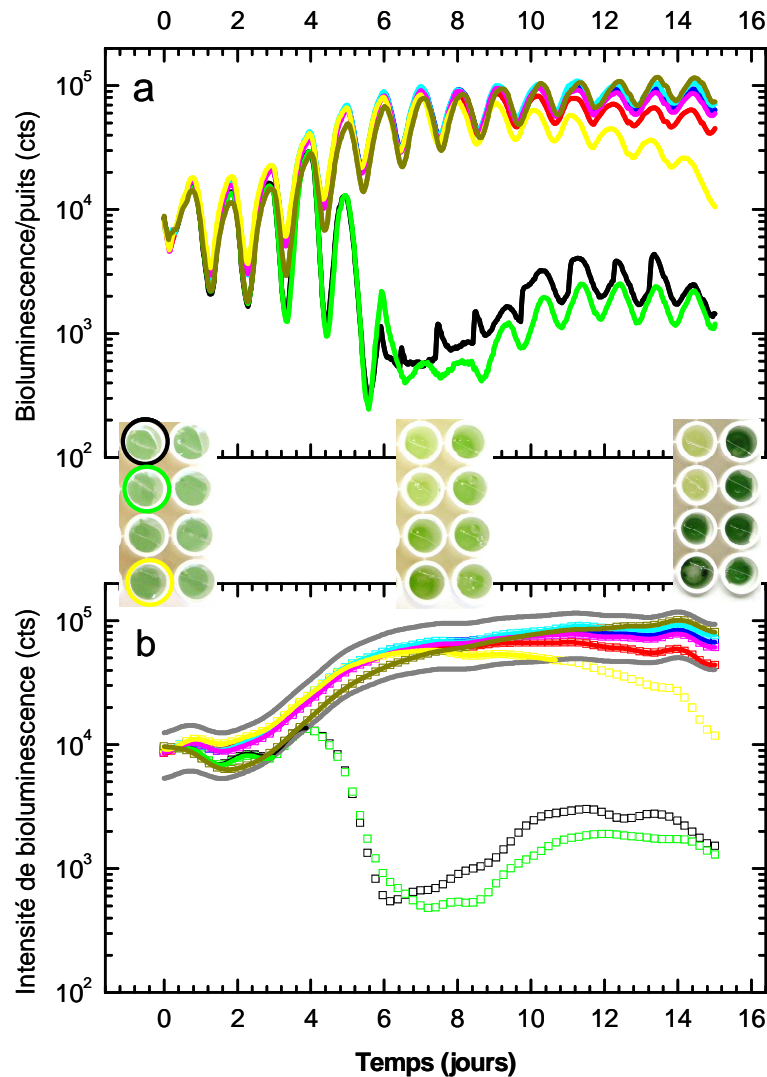 0 2 4 6 8 10 12 14 16
a
10^5
10^4
10^3
10^2
Bioluminescence/puits (cts)
b
10^5
10^4
10^3
10^2
Intensité de bioluminescence (cts)
0 2 4 6 8 10 12 14 16
Temps (jours)